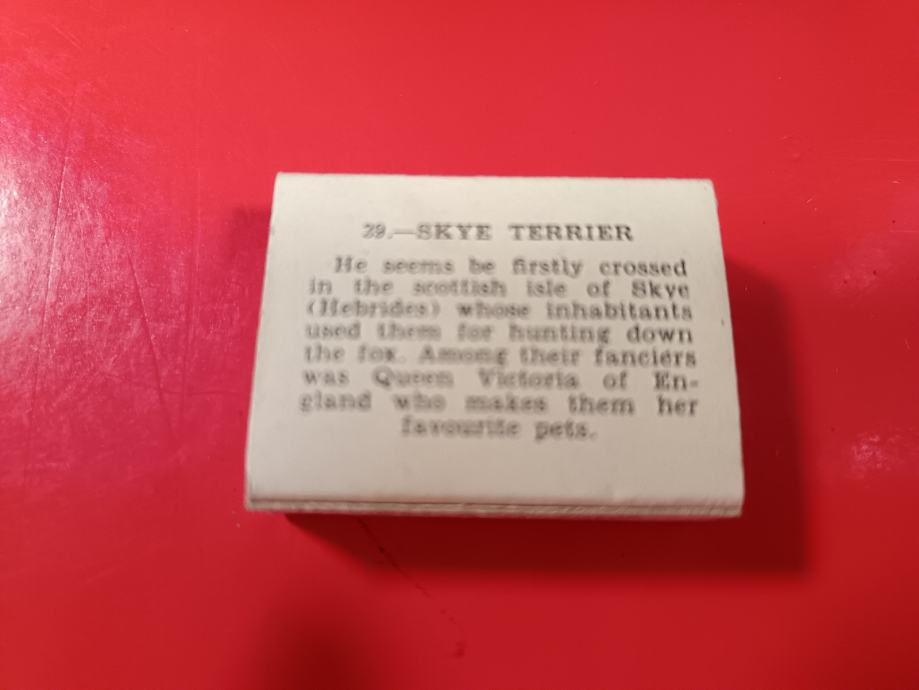 29.—SKYE TERRIER
He seems be firstly crossed
in the scottish isle of Skye
(Hebrides) whose inhabitants
used them for hunting down
the fox. Among their fanciers
was Queen Victoria of En-
gland who makes them her
favourite pets.